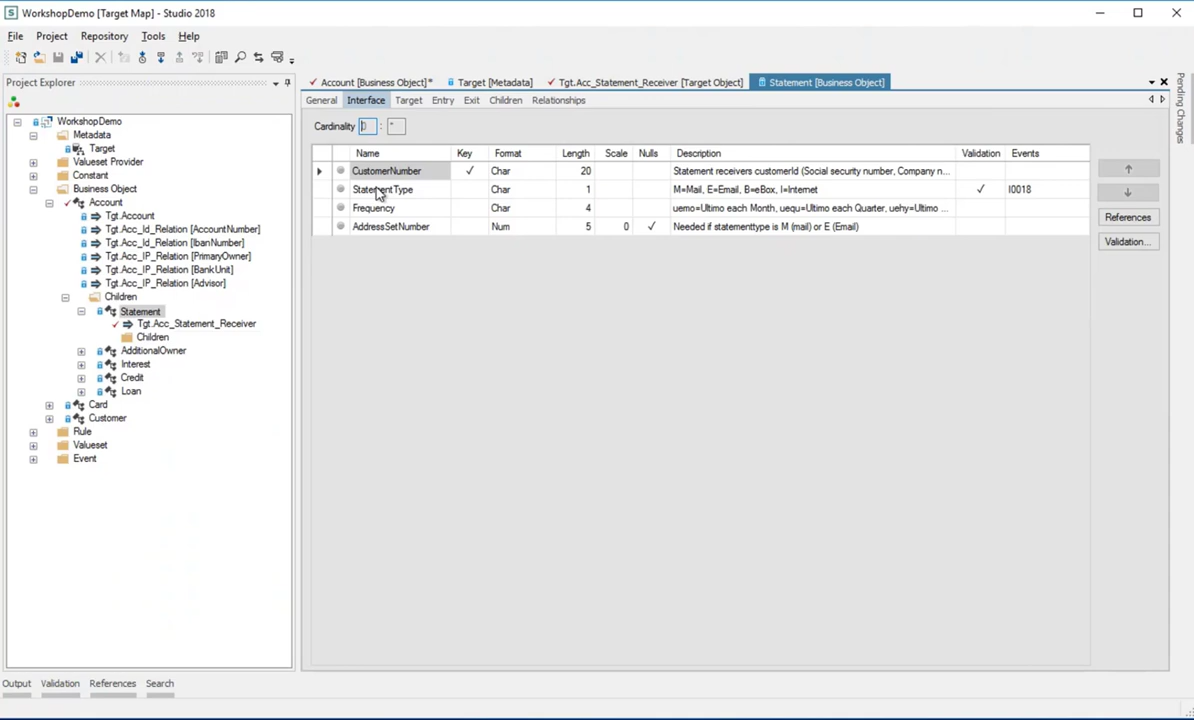 WorkshopDemo [Target Map] - Studio 2018
File Project Repository Tools Help
Project Explorer
WorkshopDemo
Metadata
Target
Valueset Provider
Constant
Business Object
Account
Tgt.Account
Tgt.Acc_Id_Relation [AccountNumber]
Tgt.Acc_Id_Relation [IbanNumber]
Tgt.Acc_IP_Relation [PrimaryOwner]
Tgt.Acc_IP_Relation [BankUnit]
Tgt.Acc_IP_Relation [Advisor]
Children
Statement
Tgt.Acc_Statement_Receiver
Children
AdditionalOwner
Interest
Credit
Loan
Card
Customer
Rule
Valueset
Event
Account [Business Object]* Target [Metadata] Tgt.Acc_Statement_Receiver [Target Object] Statement [Business Object]
General Interface Target Entry Exit Children Relationships
Cardinality 0 : *
Name Key Format Length Scale Nulls Description Validation Events
CustomerNumber ✓ Char 20 Statement receivers customerId (Social security number, Company n...
StatementType Char 1 M=Mail, E=Email, B=eBox, I=Internet ✓ I0018
Frequency Char 4 uemo=Ultimo each Month, uequ=Ultimo each Quarter, uehy=Ultimo ...
AddressSetNumber Num 5 0 ✓ Needed if statementtype is M (mail) or E (Email)
References
Validation...
Pending Changes
Output Validation References Search